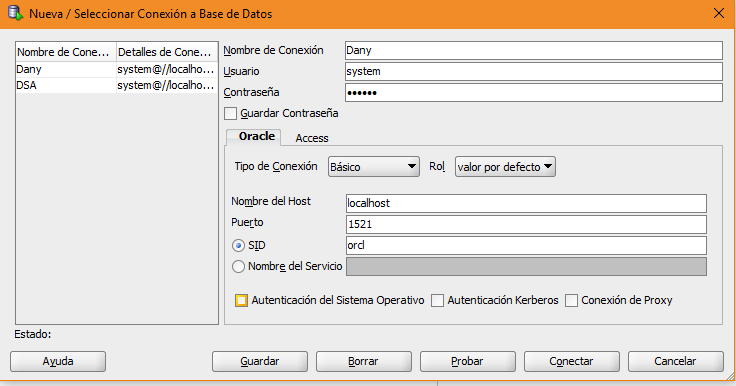 Nueva / Seleccionar Conexión a Base de Datos
Nombre de Cone... Detalles de Cone...
Dany system@//localho...
DSA system@//localho...
Nombre de Conexión Dany
Usuario system
Contraseña ••••••
Guardar Contraseña
Oracle Access
Tipo de Conexión Básico Rol valor por defecto
Nombre del Host localhost
Puerto 1521
SID orcl
Nombre del Servicio
Autenticación del Sistema Operativo Autenticación Kerberos Conexión de Proxy
Estado:
Ayuda Guardar Borrar Probar Conectar Cancelar